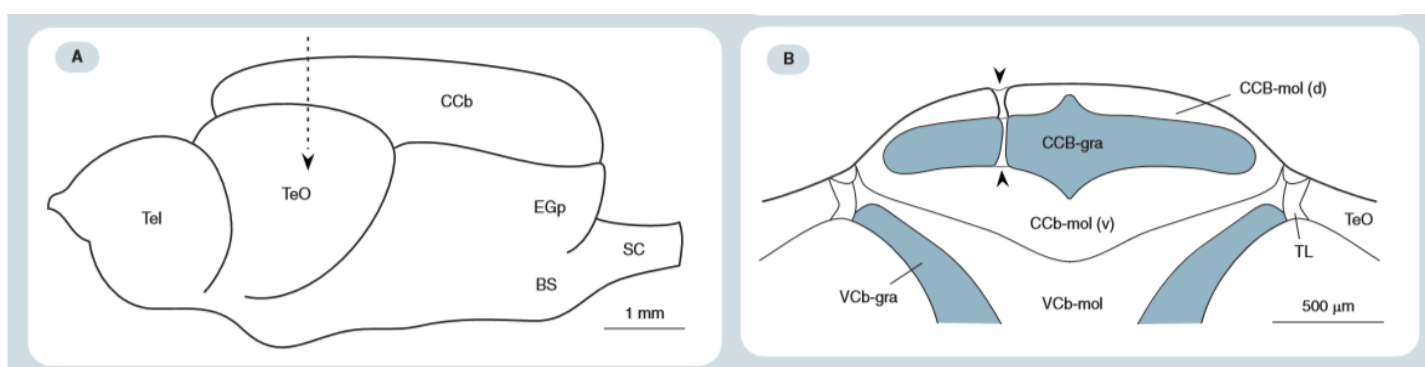 A
CCb
TeO
Tel
EGp
SC
BS
1 mm
B
CCB-mol (d)
CCB-gra
CCb-mol (v)
TeO
TL
VCb-gra
VCb-mol
500 μm